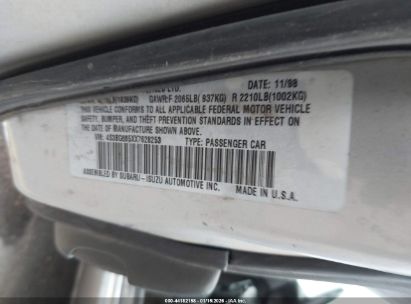 LTD. DATE: 11/98
GAWR:F 2065LB( 937KG) R 2210LB(1002KG)
THIS VEHICLE CONFORMS TO ALL APPLICABLE FEDERAL MOTOR VEHICLE
SAFETY, BUMPER, AND THEFT PREVENTION STANDARDS IN EFFECT ON
THE DATE OF MANUFACTURE SHOWN ABOVE.
TYPE: PASSENGER CAR
ASSEMBLED BY SUBARU-ISUZU AUTOMOTIVE INC. MADE IN U.S.A.